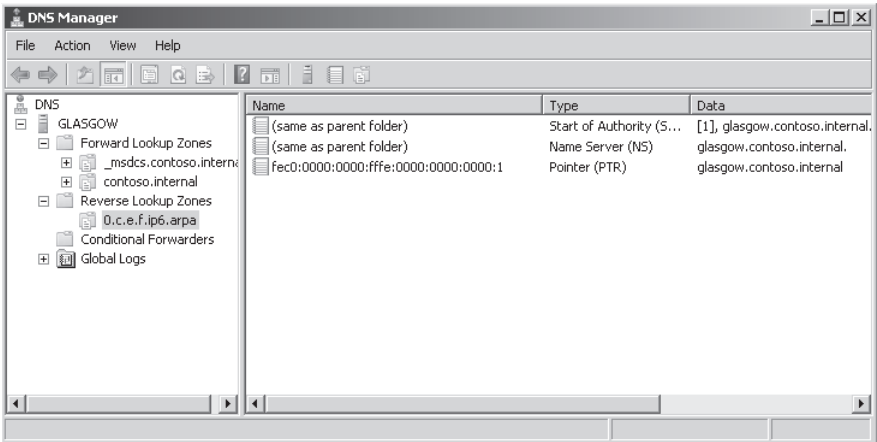 DNS Manager
File Action View Help
DNS
GLASGOW
Forward Lookup Zones
_msdcs.contoso.interna
contoso.internal
Reverse Lookup Zones
0.c.e.f.ip6.arpa
Conditional Forwarders
Global Logs
Name Type Data
(same as parent folder) Start of Authority (S... [1], glasgow.contoso.internal.
(same as parent folder) Name Server (NS) glasgow.contoso.internal.
fec0:0000:0000:fffe:0000:0000:0000:1 Pointer (PTR) glasgow.contoso.internal